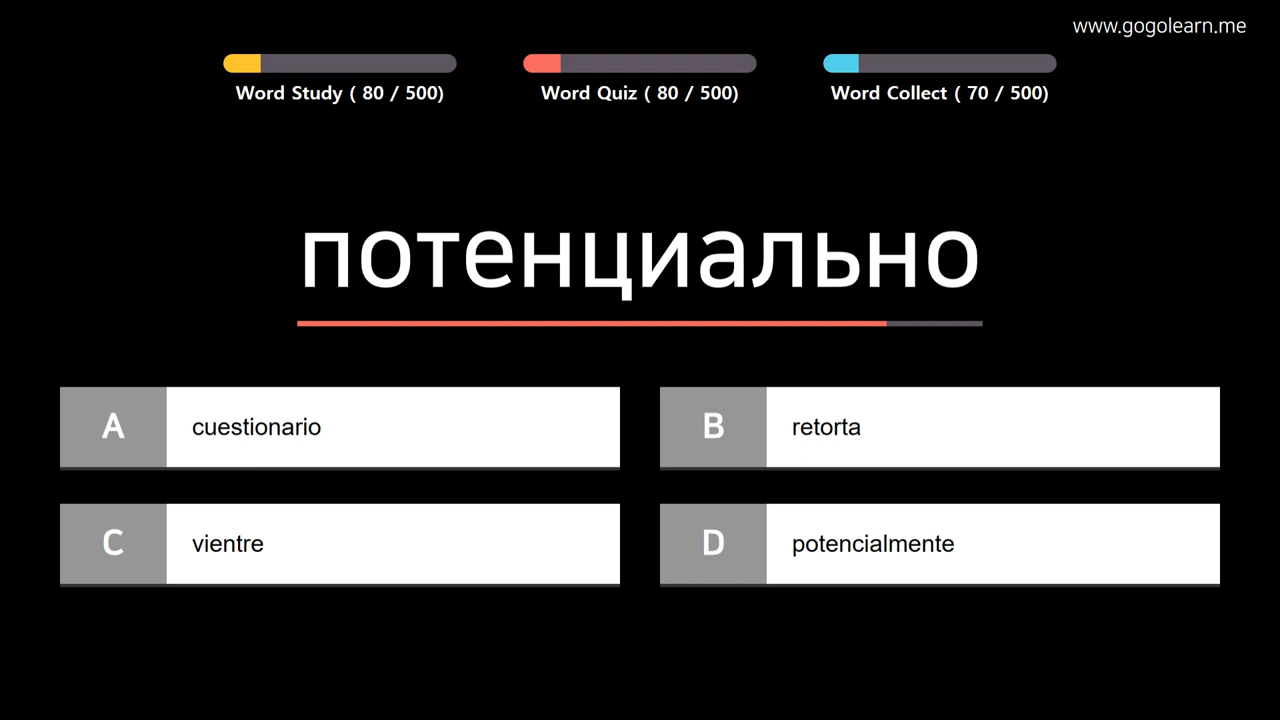 www.gogolearn.me
Word Study ( 80 / 500)
Word Quiz ( 80 / 500)
Word Collect ( 70 / 500)
потенциально
A cuestionario
B retorta
C vientre
D potencialmente